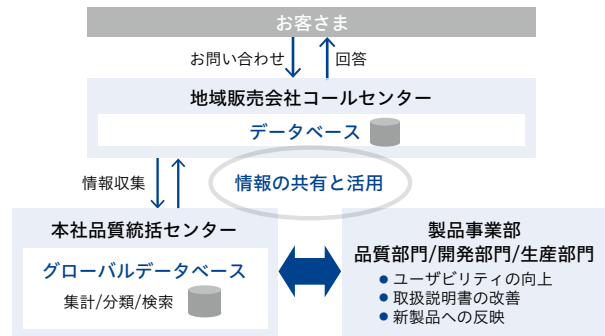 お客さま
お問い合わせ
回答
地域販売会社コールセンター
データベース
情報収集
情報の共有と活用
本社品質統括センター
グローバルデータベース
集計/分類/検索
製品事業部
品質部門/開発部門/生産部門
● ユーザビリティの向上
● 取扱説明書の改善
● 新製品への反映